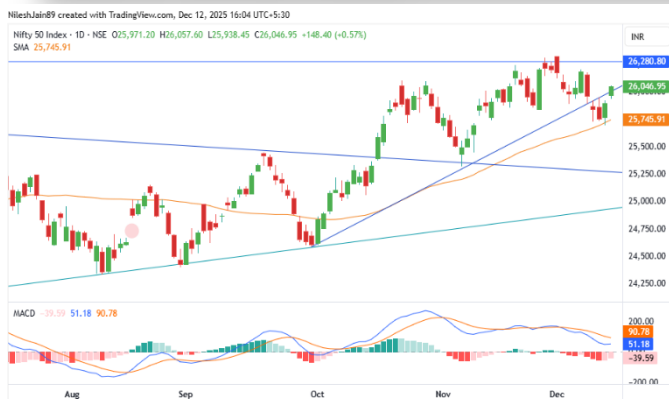 NileshJain89 created with TradingView.com, Dec 12, 2025 16:04 UTC+5:30
Nifty 50 Index · 1D · NSE O25,971.20 H26,057.60 L25,938.45 C26,046.95 +148.40 (+0.57%)
INR
SMA 25,745.91
26,280.80
26,046.95
25,745.91
25,500.00
25,250.00
25,000.00
24,750.00
24,500.00
24,250.00
MACD -39.59 51.18 90.78
200.00
90.78
51.18
-39.59
-200.00
Aug Sep Oct Nov Dec